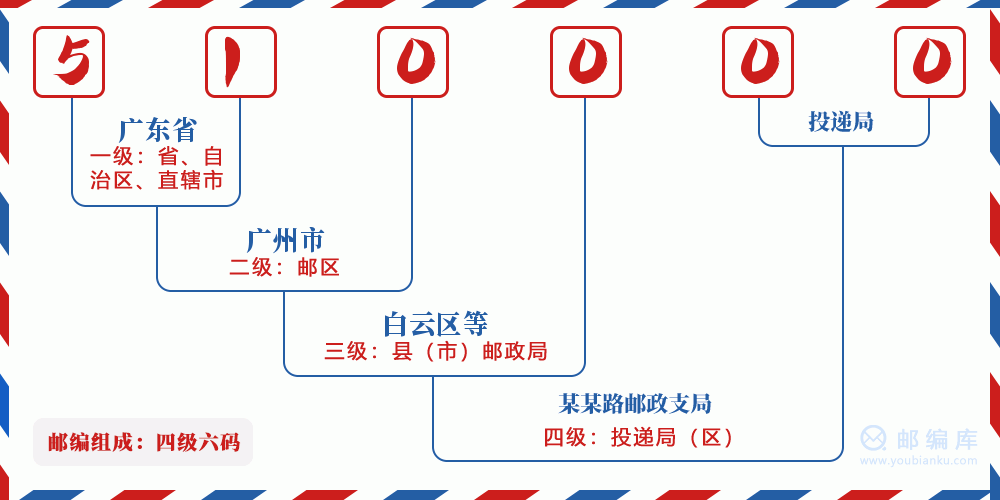 5 1 0 0 0 0
广东省
一级：省、自
治区、直辖市
投递局
广州市
二级：邮区
白云区等
三级：县（市）邮政局
某某路邮政支局
四级：投递局（区）
邮编组成：四级六码
邮编库
www.youbianku.com